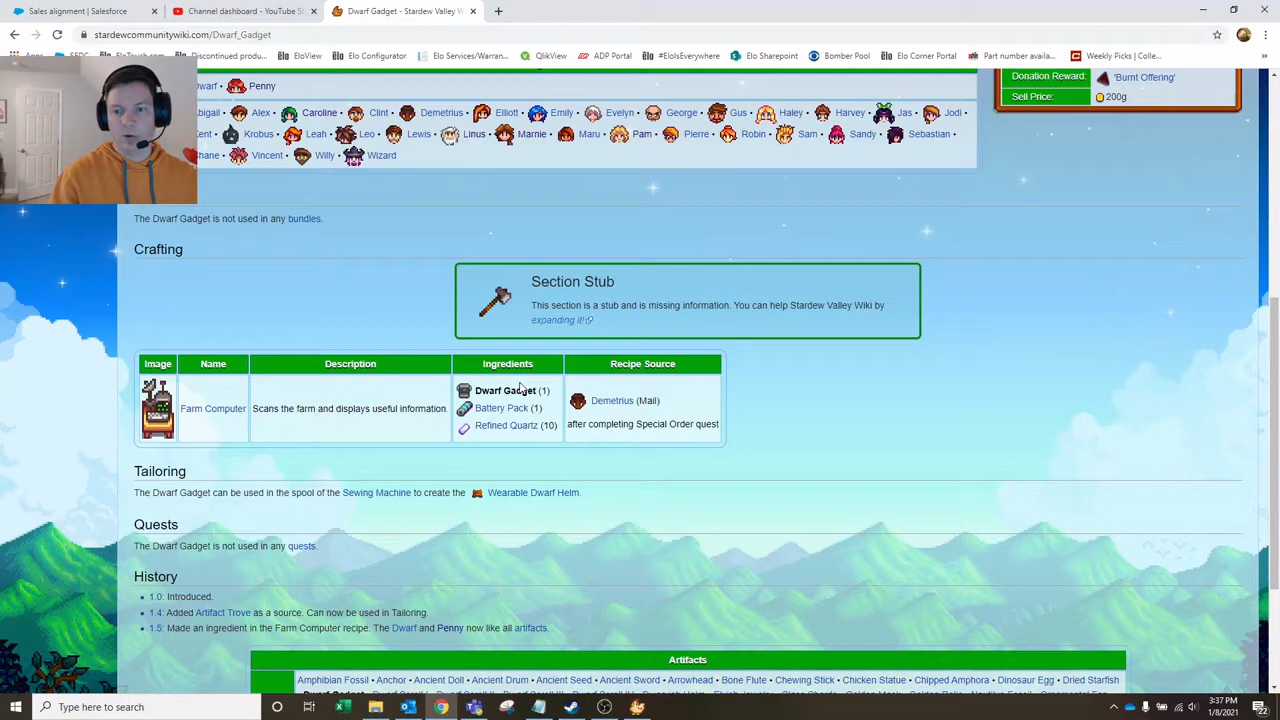 Sales alignment | Salesforce
Channel dashboard - YouTube St
Dwarf Gadget - Stardew Valley W
stardewcommunitywiki.com/Dwarf_Gadget
Apps
SFDC
Discontinued produ...
EloView
Elo Configurator
Elo Services/Warran...
QlikView
ADP Portal
#EloIsEverywhere
Elo Sharepoint
Bomber Pool
Elo Corner Portal
Part number availa...
Weekly Picks | Colle...
Dwarf • Penny
Donation Reward: 'Burnt Offering'
Sell Price: 200g
Abigail • Alex • Caroline • Clint • Demetrius • Elliott • Emily • Evelyn • George • Gus • Haley • Harvey • Jas • Jodi •
Kent • Krobus • Leah • Leo • Lewis • Linus • Marnie • Maru • Pam • Pierre • Robin • Sam • Sandy • Sebastian •
Shane • Vincent • Willy • Wizard
The Dwarf Gadget is not used in any bundles.
Crafting
Section Stub
This section is a stub and is missing information. You can help Stardew Valley Wiki by
expanding it!
Image Name Description Ingredients Recipe Source
Farm Computer
Scans the farm and displays useful information.
Dwarf Gadget (1)
Battery Pack (1)
Refined Quartz (10)
Demetrius (Mail)
after completing Special Order quest
Tailoring
The Dwarf Gadget can be used in the spool of the Sewing Machine to create the Wearable Dwarf Helm.
Quests
The Dwarf Gadget is not used in any quests.
History
• 1.0: Introduced.
• 1.4: Added Artifact Trove as a source. Can now be used in Tailoring.
• 1.5: Made an ingredient in the Farm Computer recipe. The Dwarf and Penny now like all artifacts.
Artifacts
Amphibian Fossil • Anchor • Ancient Doll • Ancient Drum • Ancient Seed • Ancient Sword • Arrowhead • Bone Flute • Chewing Stick • Chicken Statue • Chipped Amphora • Dinosaur Egg • Dried Starfish
Type here to search
3:37 PM
1/8/2021
22